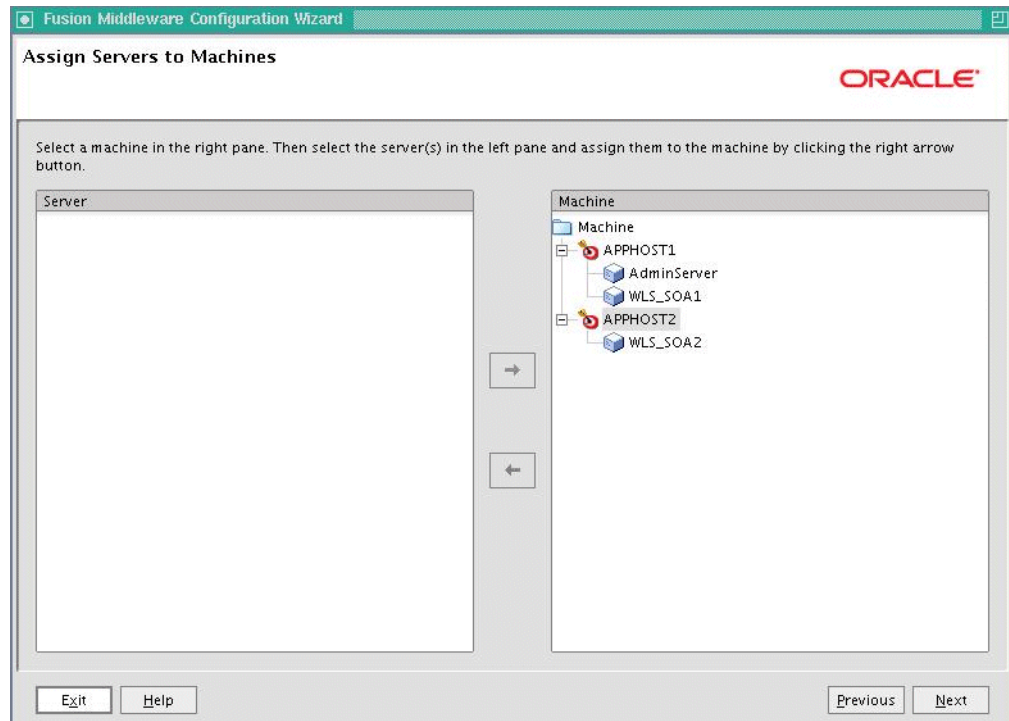 Fusion Middleware Configuration Wizard
Assign Servers to Machines
ORACLE
Select a machine in the right pane. Then select the server(s) in the left pane and assign them to the machine by clicking the right arrow
button.
Server
Machine
Machine
APPHOST1
AdminServer
WLS_SOA1
APPHOST2
WLS_SOA2
Exit
Help
Previous
Next